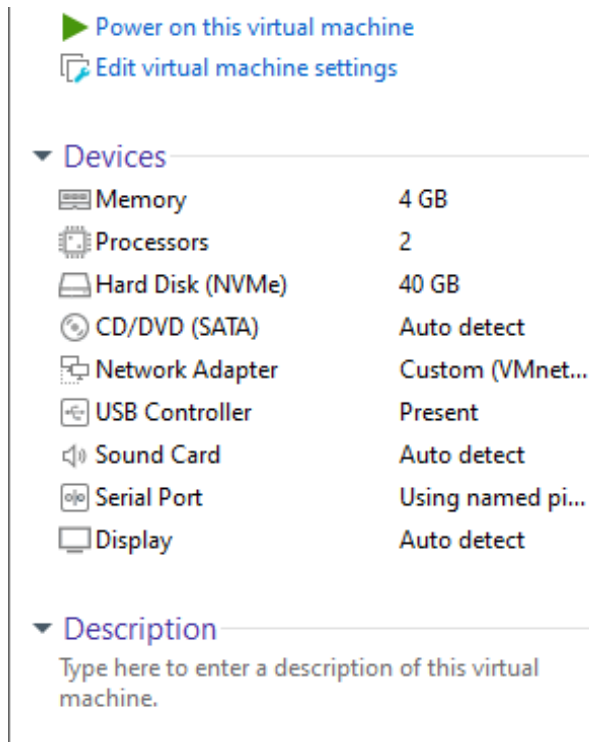 Power on this virtual machine
Edit virtual machine settings
Devices
Memory 4 GB
Processors 2
Hard Disk (NVMe) 40 GB
CD/DVD (SATA) Auto detect
Network Adapter Custom (VMnet...
USB Controller Present
Sound Card Auto detect
Serial Port Using named pi...
Display Auto detect
Description
Type here to enter a description of this virtual
machine.